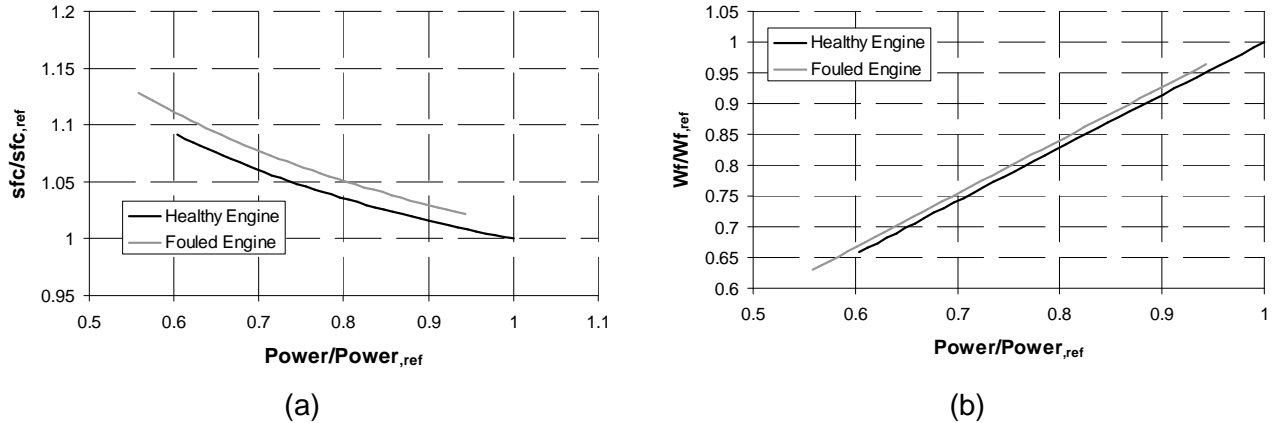 1.2
1.15
1.1
1.05
1
0.95
sfc/sfc,ref
Healthy Engine
Fouled Engine
0.5 0.6 0.7 0.8 0.9 1 1.1
Power/Power,ref
(a)
1.05
1
0.95
0.9
0.85
0.8
0.75
0.7
0.65
0.6
Wf/Wf,ref
Healthy Engine
Fouled Engine
0.5 0.6 0.7 0.8 0.9 1
Power/Power,ref
(b)